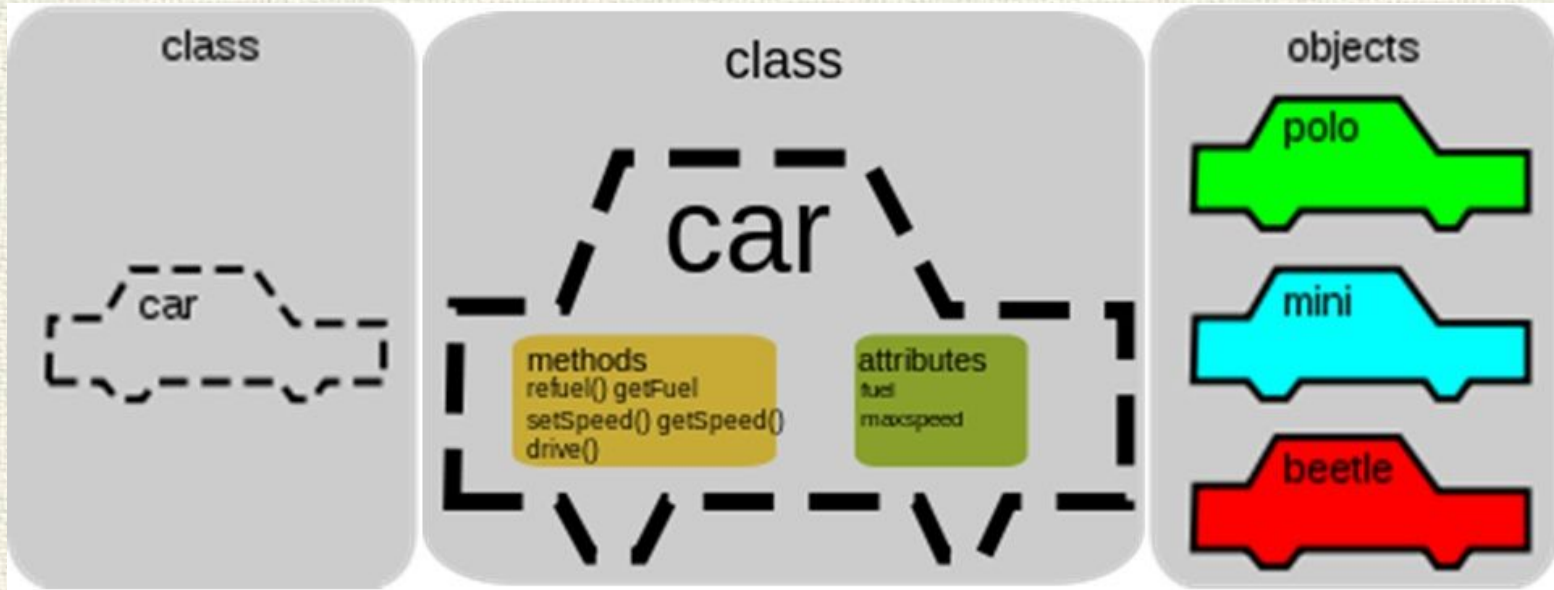 class
car
class
car
methods
refuel() getFuel
setSpeed() getSpeed()
drive()
attributes
fuel
maxspeed
objects
polo
mini
beetle